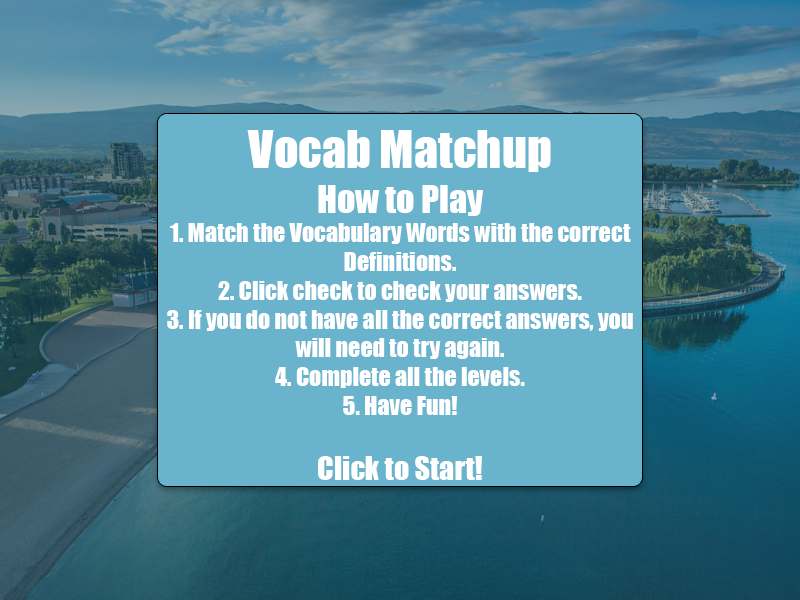 Vocab Matchup
How to Play
1. Match the Vocabulary Words with the correct
Definitions.
2. Click check to check your answers.
3. If you do not have all the correct answers, you
will need to try again.
4. Complete all the levels.
5. Have Fun!
Click to Start!